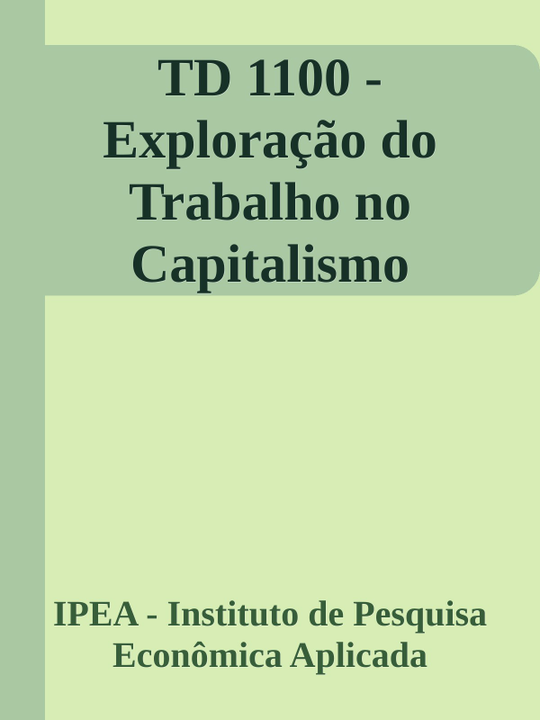 TD 1100 -
Exploração do
Trabalho no
Capitalismo
IPEA - Instituto de Pesquisa
Econômica Aplicada